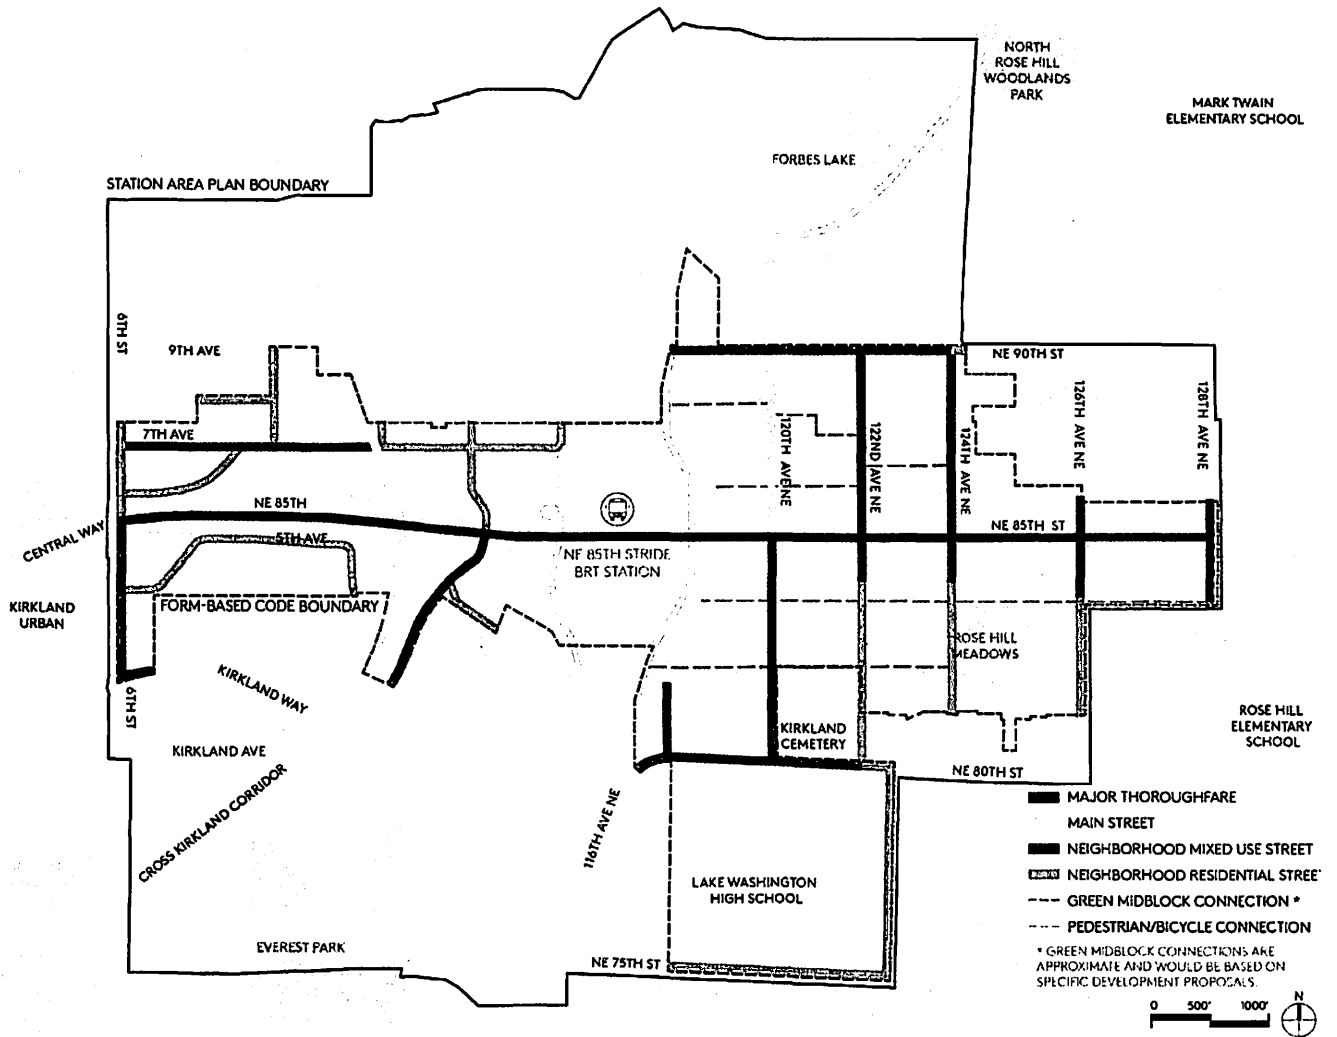 NORTH
ROSE HILL
WOODLANDS
PARK
MARK TWAIN
ELEMENTARY SCHOOL
FORBES LAKE
STATION AREA PLAN BOUNDARY
6TH ST
9TH AVE
NE 90TH ST
126TH AVE NE
128TH AVE NE
7TH AVE
120TH AVE NE
122ND AVE NE
124TH AVE NE
NE 85TH
NE 85TH ST
CENTRAL WAY
5TH AVE
NE 85TH STRIDE
BRT STATION
KIRKLAND
URBAN
FORM-BASED CODE BOUNDARY
ROSE HILL
MEADOWS
KIRKLAND WAY
6TH ST
ROSE HILL
ELEMENTARY
SCHOOL
KIRKLAND
CEMETERY
KIRKLAND AVE
NE 80TH ST
CROSS KIRKLAND CORRIDOR
116TH AVE NE
LAKE WASHINGTON
HIGH SCHOOL
EVEREST PARK
NE 75TH ST
MAJOR THOROUGHFARE
MAIN STREET
NEIGHBORHOOD MIXED USE STREET
NEIGHBORHOOD RESIDENTIAL STREE
GREEN MIDBLOCK CONNECTION *
PEDESTRIAN/BICYCLE CONNECTION
* GREEN MIDBLOCK CONNECTIONS ARE
APPROXIMATE AND WOULD BE BASED ON
SPECIFIC DEVELOPMENT PROPOSALS.
0 500' 1000'
N